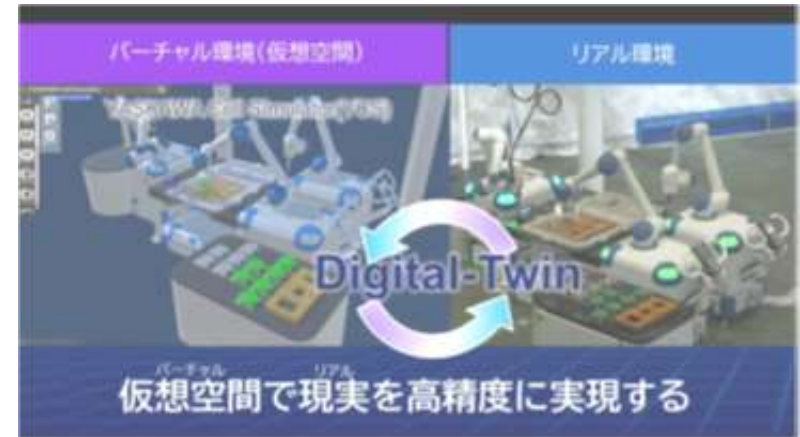 バーチャル環境(仮想空間)
リアル環境
Digital-Twin
バーチャル
リアル
仮想空間で現実を高精度に実現する